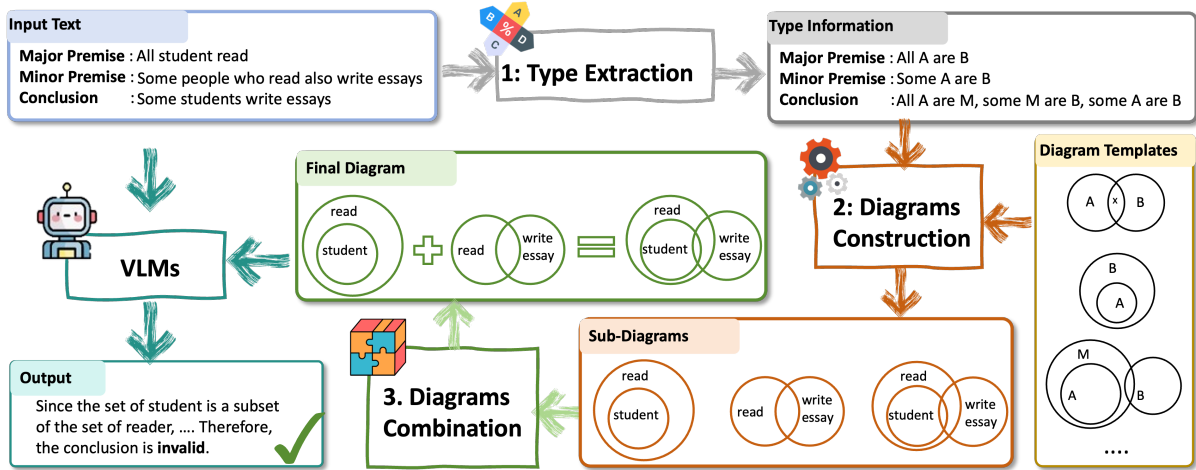 Input Text
Major Premise : All student read
Minor Premise : Some people who read also write essays
Conclusion : Some students write essays
A
B
%
C
D
1: Type Extraction
Type Information
Major Premise : All A are B
Minor Premise : Some A are B
Conclusion : All A are M, some M are B, some A are B
Diagram Templates
A x B
B
A
M
A B
....
2: Diagrams
Construction
Final Diagram
read
student
read
write
essay
read
student
write
essay
VLMs
Sub-Diagrams
read
student
read
write
essay
read
student
write
essay
3. Diagrams
Combination
Output
Since the set of student is a subset
of the set of reader, .... Therefore,
the conclusion is invalid.